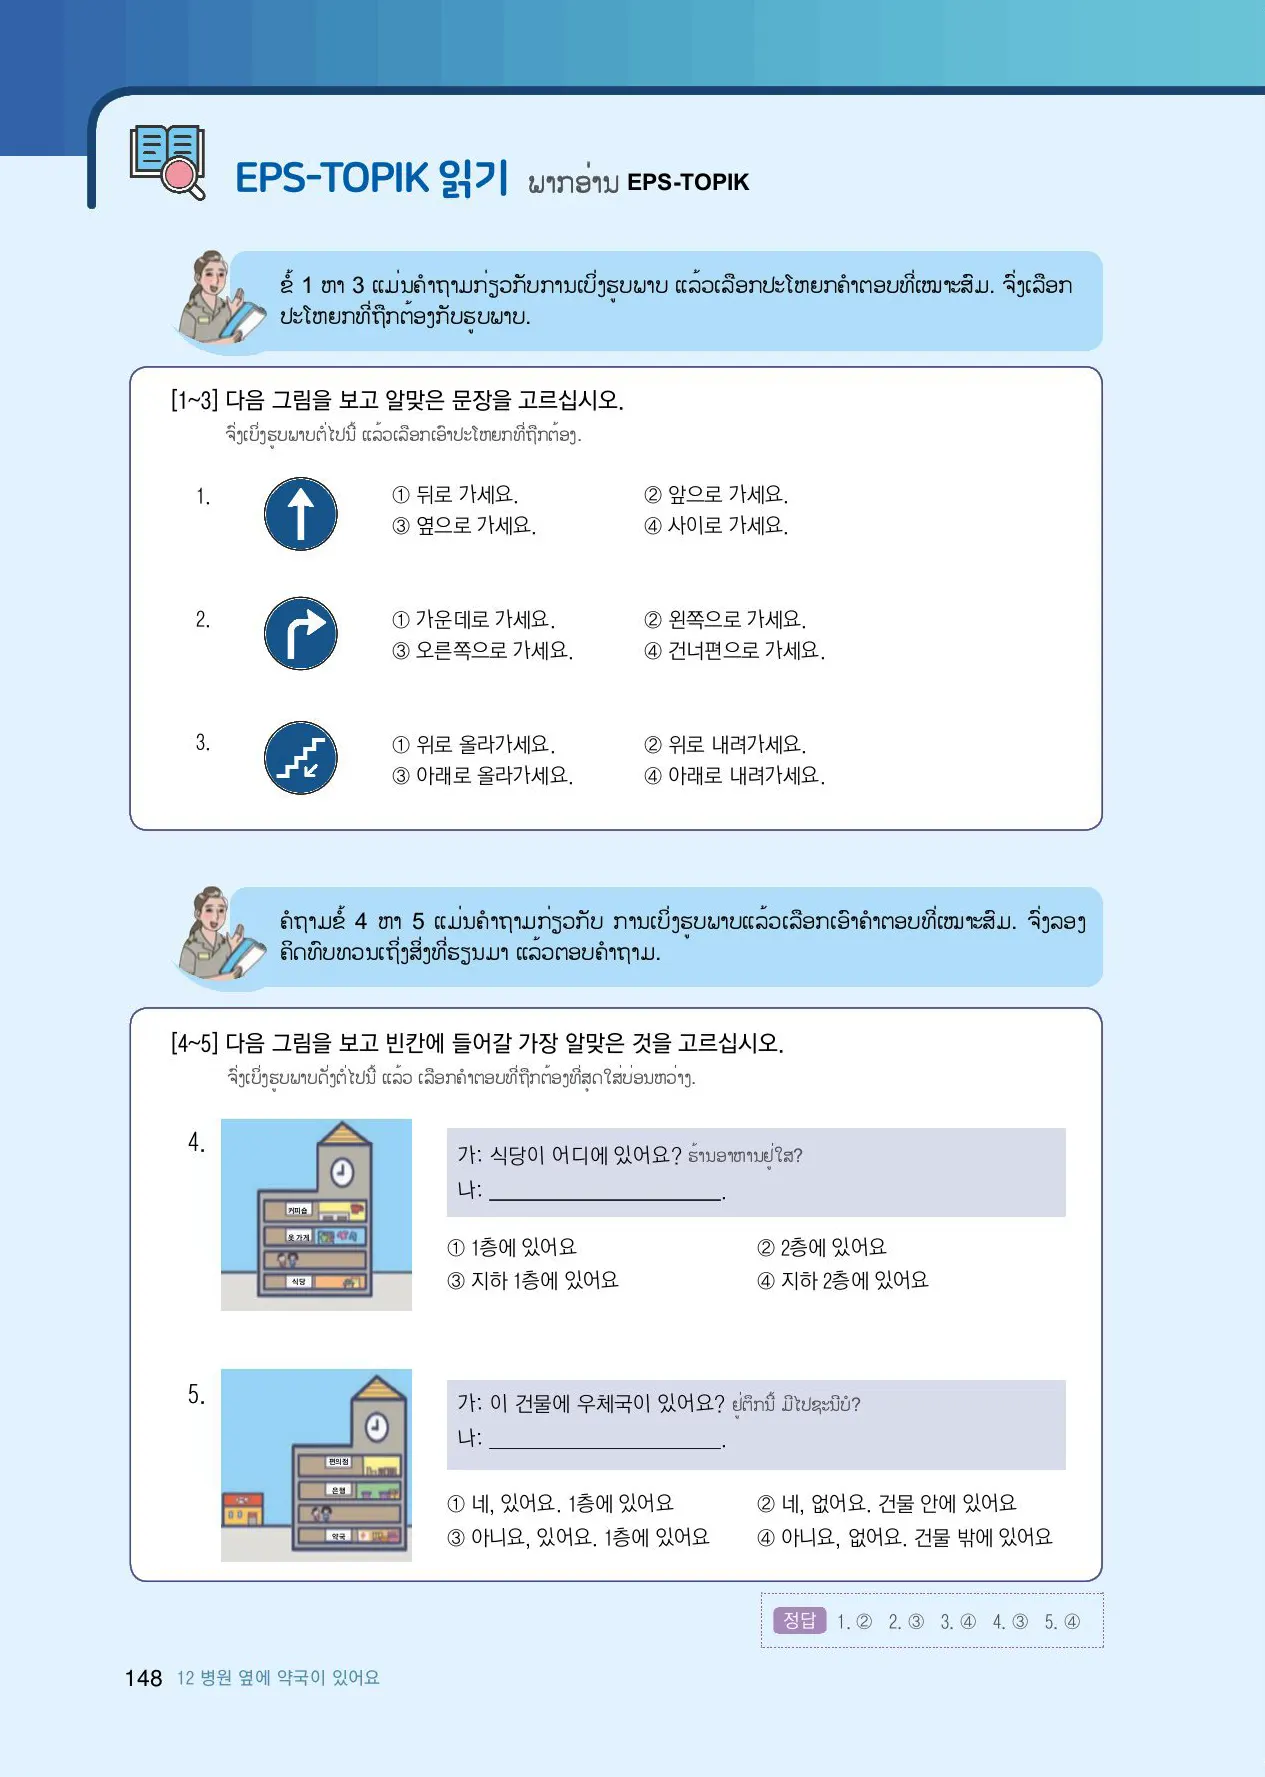 EPS-TOPIK 읽기 ພາກອ່ານ EPS-TOPIK
ຂໍ້ 1 ຫາ 3 ແມ່ນຄຳຖາມກ່ຽວກັບການເບິ່ງຮູບພາບ ແລ້ວເລືອກປະໂຫຍກຄຳຕອບທີ່ເໝາະສົມ. ຈົ່ງເລືອກ
ປະໂຫຍກທີ່ຖືກຕ້ອງກັບຮູບພາບ.
[1~3] 다음 그림을 보고 알맞은 문장을 고르십시오.
ຈົ່ງເບິ່ງຮູບພາບຕໍ່ໄປນີ້ ແລ້ວເລືອກເອົາປະໂຫຍກທີ່ຖືກຕ້ອງ.
1.
① 뒤로 가세요. ② 앞으로 가세요.
③ 옆으로 가세요. ④ 사이로 가세요.
2.
① 가운데로 가세요. ② 왼쪽으로 가세요.
③ 오른쪽으로 가세요. ④ 건너편으로 가세요.
3.
① 위로 올라가세요. ② 위로 내려가세요.
③ 아래로 올라가세요. ④ 아래로 내려가세요.
ຄຳຖາມຂໍ້ 4 ຫາ 5 ແມ່ນຄຳຖາມກ່ຽວກັບ ການເບິ່ງຮູບພາບແລ້ວເລືອກເອົາຄຳຕອບທີ່ເໝາະສົມ. ຈົ່ງລອງ
ຄິດທົບທວນເຖິ່ງສິ່ງທີ່ຮຽນມາ ແລ້ວຕອບຄຳຖາມ.
[4~5] 다음 그림을 보고 빈칸에 들어갈 가장 알맞은 것을 고르십시오.
ຈົ່ງເບິ່ງຮູບພາບດັ່ງຕໍ່ໄປນີ້ ແລ້ວ ເລືອກຄຳຕອບທີ່ຖືກຕ້ອງທີ່ສຸດໃສ່ບ່ອນຫວ່າງ.
4.
커피숍
옷 가게
식당
가: 식당이 어디에 있어요? ຮ້ານອາຫານຢູ່ໃສ?
나: ____________________.
① 1층에 있어요 ② 2층에 있어요
③ 지하 1층에 있어요 ④ 지하 2층에 있어요
5.
편의점
은행
약국
가: 이 건물에 우체국이 있어요? ຢູ່ຕຶກນີ້ ມີໄປຊະນີບໍ?
나: ____________________.
① 네, 있어요. 1층에 있어요 ② 네, 없어요. 건물 안에 있어요
③ 아니요, 있어요. 1층에 있어요 ④ 아니요, 없어요. 건물 밖에 있어요
정답 1. ② 2. ③ 3. ④ 4. ③ 5. ④
148 12 병원 옆에 약국이 있어요